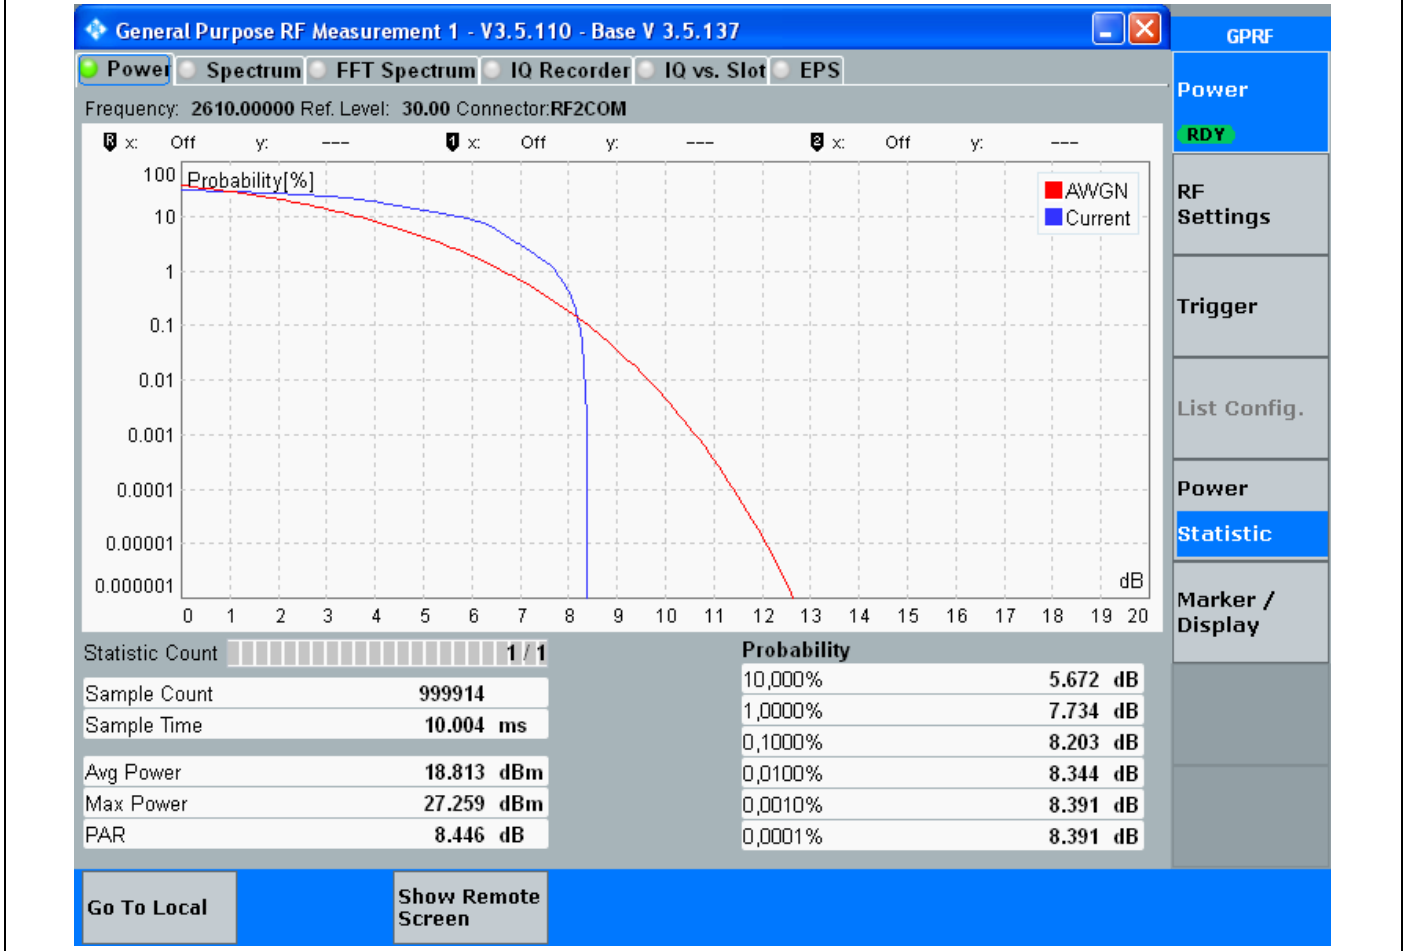 General Purpose RF Measurement 1 - V3.5.110 - Base V 3.5.137
GPRF
Power Spectrum FFT Spectrum IQ Recorder IQ vs. Slot EPS
Frequency: 2610.00000 Ref. Level: 30.00 Connector:RF2COM
R x: Off y: --- 1 x: Off y: --- 2 x: Off y: ---
Probability[%]
AWGN
Current
100
10
1
0.1
0.01
0.001
0.0001
0.00001
0.000001
dB
0 1 2 3 4 5 6 7 8 9 10 11 12 13 14 15 16 17 18 19 20
Statistic Count 1 / 1
Sample Count 999914
Sample Time 10.004 ms
Avg Power 18.813 dBm
Max Power 27.259 dBm
PAR 8.446 dB
Probability
10,000% 5.672 dB
1,0000% 7.734 dB
0,1000% 8.203 dB
0,0100% 8.344 dB
0,0010% 8.391 dB
0,0001% 8.391 dB
Power
RDY
RF
Settings
Trigger
List Config.
Power
Statistic
Marker /
Display
Go To Local
Show Remote
Screen